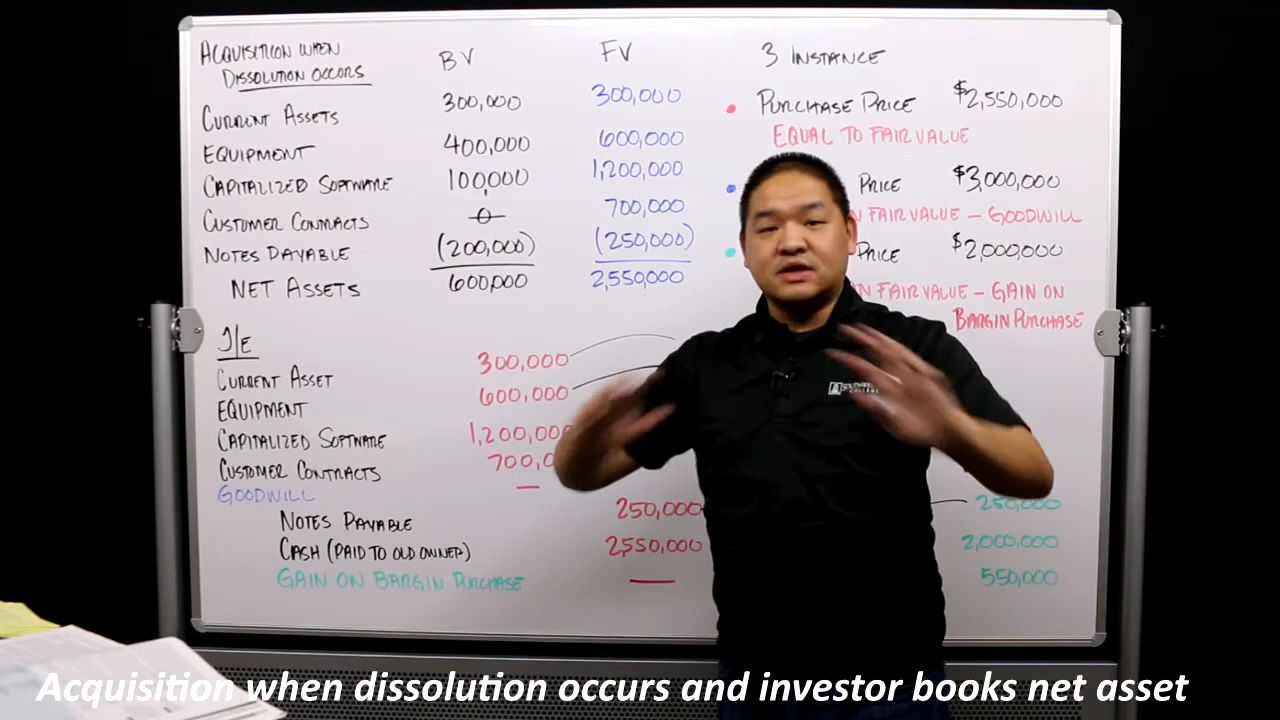 ACQUISITION WHEN
DISSOLUTION OCCURS
BV
FV
3 INSTANCE
CURRENT ASSETS 300,000 300,000
PURCHASE PRICE $2,550,000
EQUAL TO FAIR VALUE
EQUIPMENT 400,000 600,000
CAPITALIZED SOFTWARE 100,000 1,200,000
PRICE $3,000,000
FAIR VALUE - GOODWILL
CUSTOMER CONTRACTS 0 700,000
NOTES PAYABLE (200,000) (250,000)
PRICE $2,000,000
NET ASSETS 600,000 2,550,000
FAIR VALUE - GAIN ON
BARGIN PURCHASE
J/E
CURRENT ASSET 300,000
EQUIPMENT 600,000
CAPITALIZED SOFTWARE 1,200,000
CUSTOMER CONTRACTS
GOODWILL —
NOTES PAYABLE 250,000 250,000
CASH (PAID TO OLD OWNER) 2,550,000 2,000,000
GAIN ON BARGIN PURCHASE — 550,000
Acquisition when dissolution occurs and investor books net asset